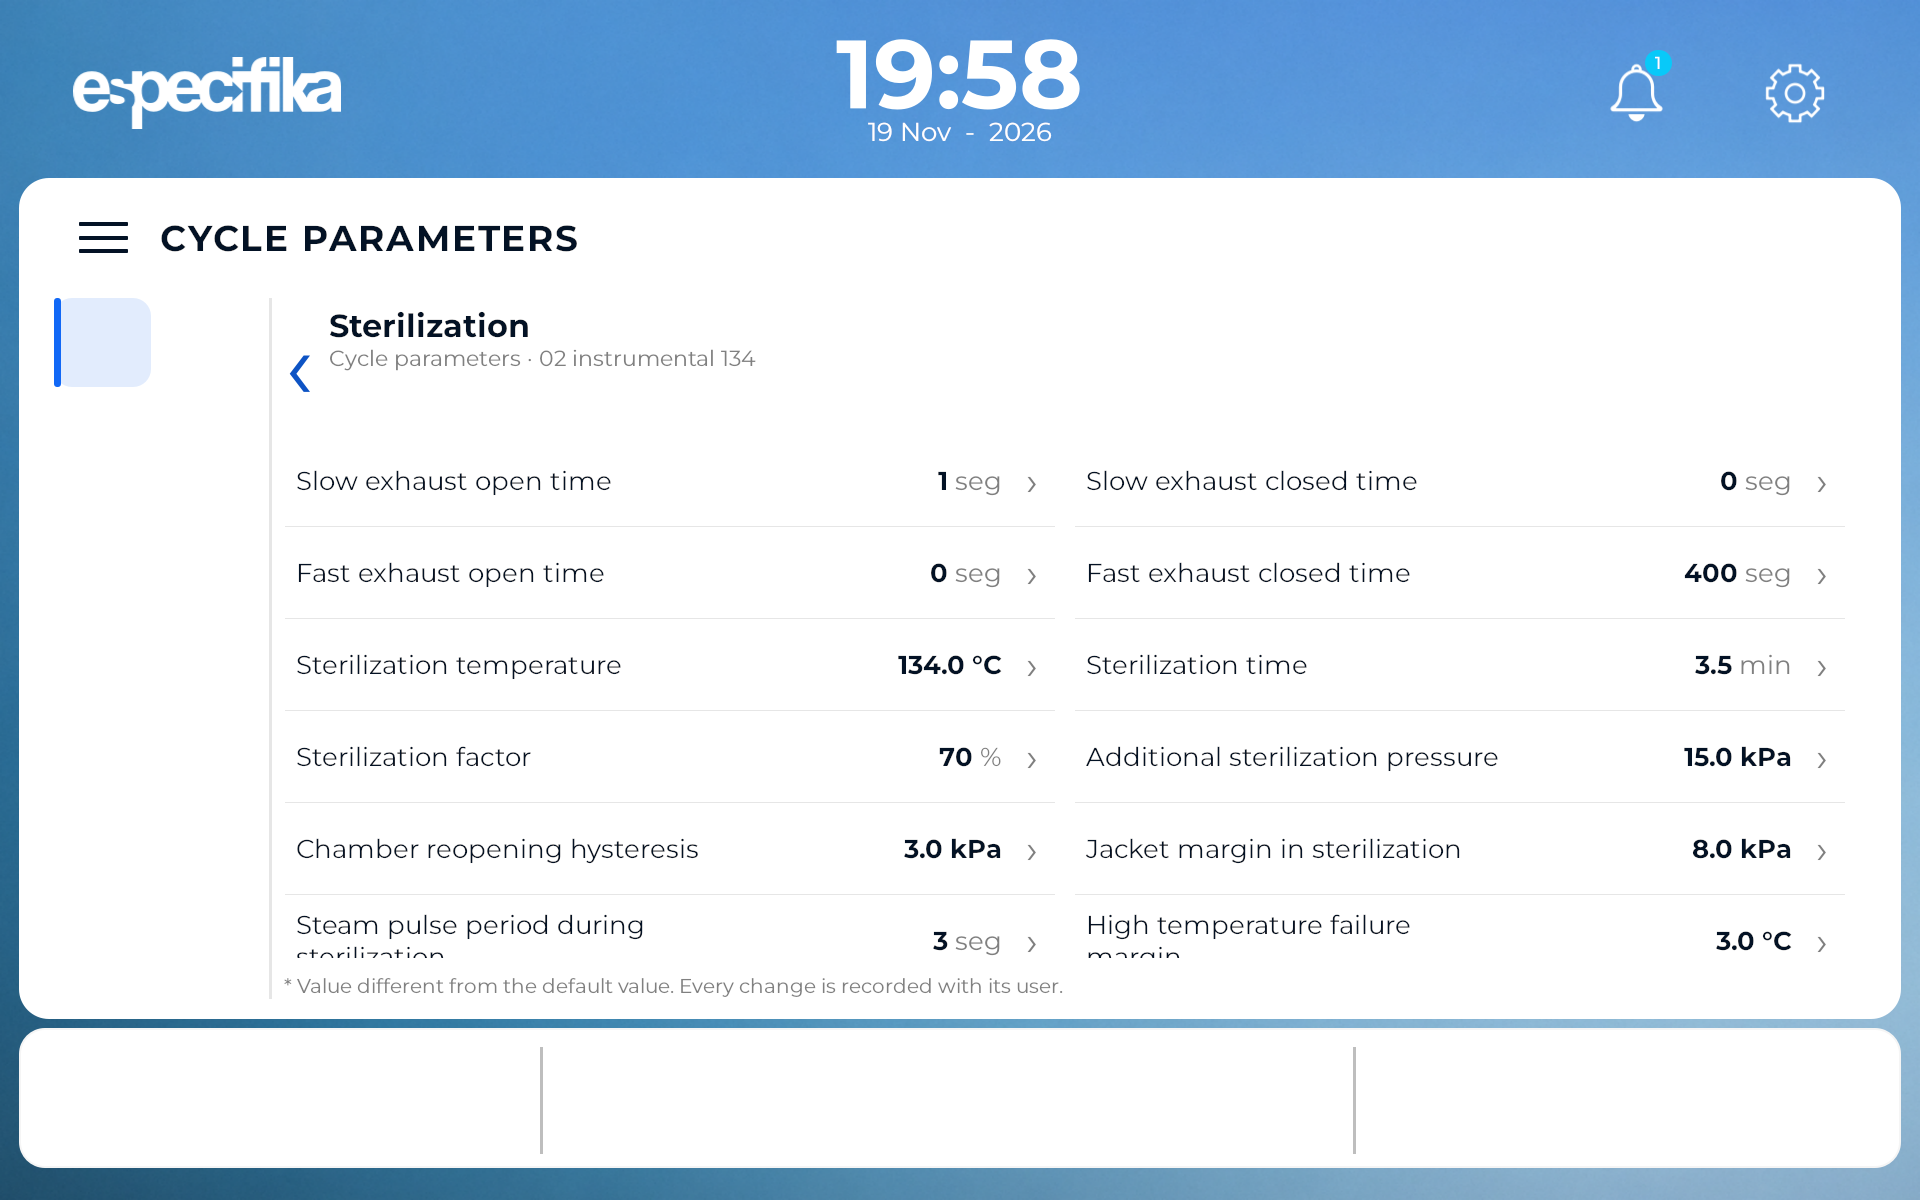 especifika
19:58
19 Nov - 2026
1
CYCLE PARAMETERS
Sterilization
Cycle parameters · 02 instrumental 134
Slow exhaust open time 1 seg
Slow exhaust closed time 0 seg
Fast exhaust open time 0 seg
Fast exhaust closed time 400 seg
Sterilization temperature 134.0 °C
Sterilization time 3.5 min
Sterilization factor 70 %
Additional sterilization pressure 15.0 kPa
Chamber reopening hysteresis 3.0 kPa
Jacket margin in sterilization 8.0 kPa
Steam pulse period during
sterilization
3 seg
High temperature failure
margin
3.0 °C
* Value different from the default value. Every change is recorded with its user.